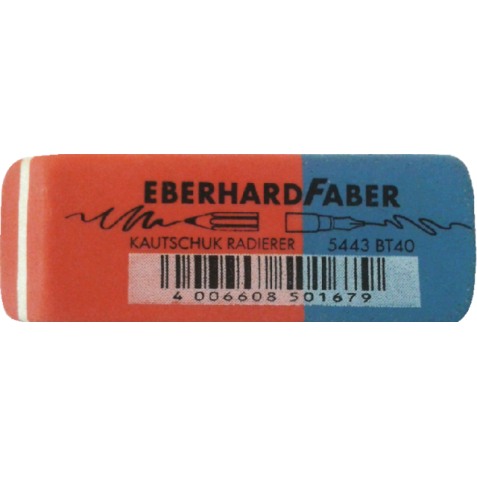 EBERHARDFABER
KAUTSCHUK RADIERER 5443 BT40
4 006608 501679